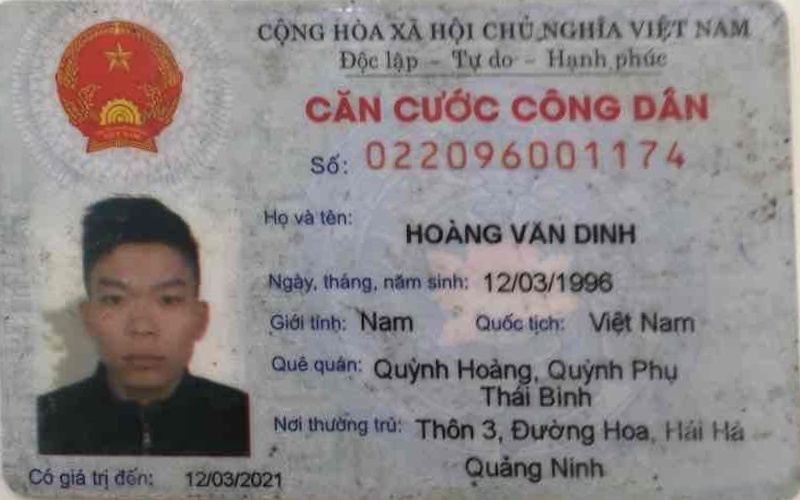 CỘNG HÒA XÃ HỘI CHỦ NGHĨA VIỆT NAM
Độc lập – Tự do – Hạnh phúc
CĂN CƯỚC CÔNG DÂN
Số: 022096001174
Họ và tên: HOÀNG VĂN DINH
Ngày, tháng, năm sinh: 12/03/1996
Giới tính: Nam Quốc tịch: Việt Nam
Quê quán: Quỳnh Hoàng, Quỳnh Phụ
Thái Bình
Nơi thường trú: Thôn 3, Đường Hoa, Hải Hà
Quảng Ninh
Có giá trị đến: 12/03/2021